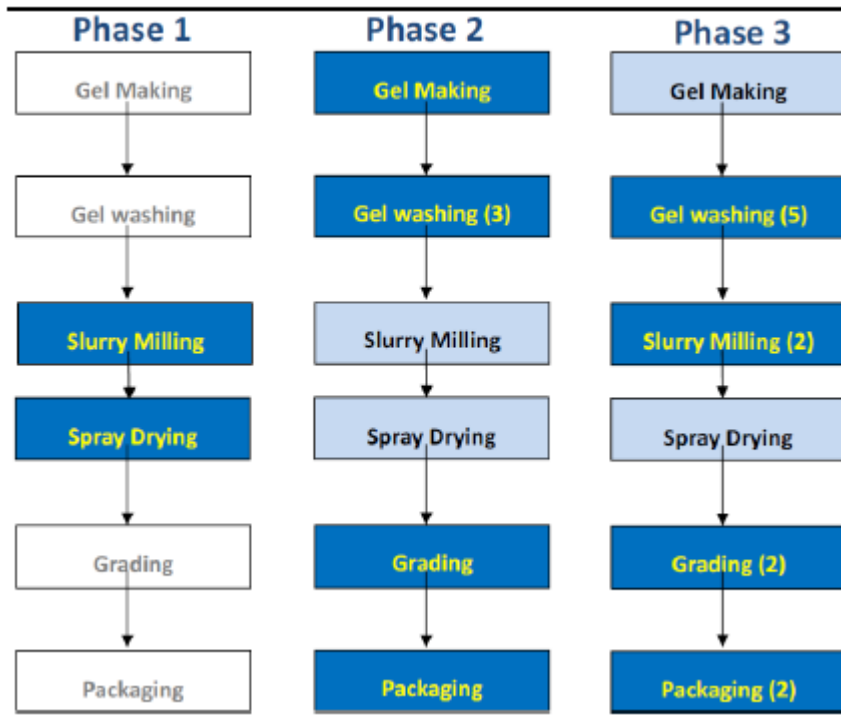 Phase 1
Gel Making
Gel washing
Slurry Milling
Spray Drying
Grading
Packaging
Phase 2
Gel Making
Gel washing (3)
Slurry Milling
Spray Drying
Grading
Packaging
Phase 3
Gel Making
Gel washing (5)
Slurry Milling (2)
Spray Drying
Grading (2)
Packaging (2)